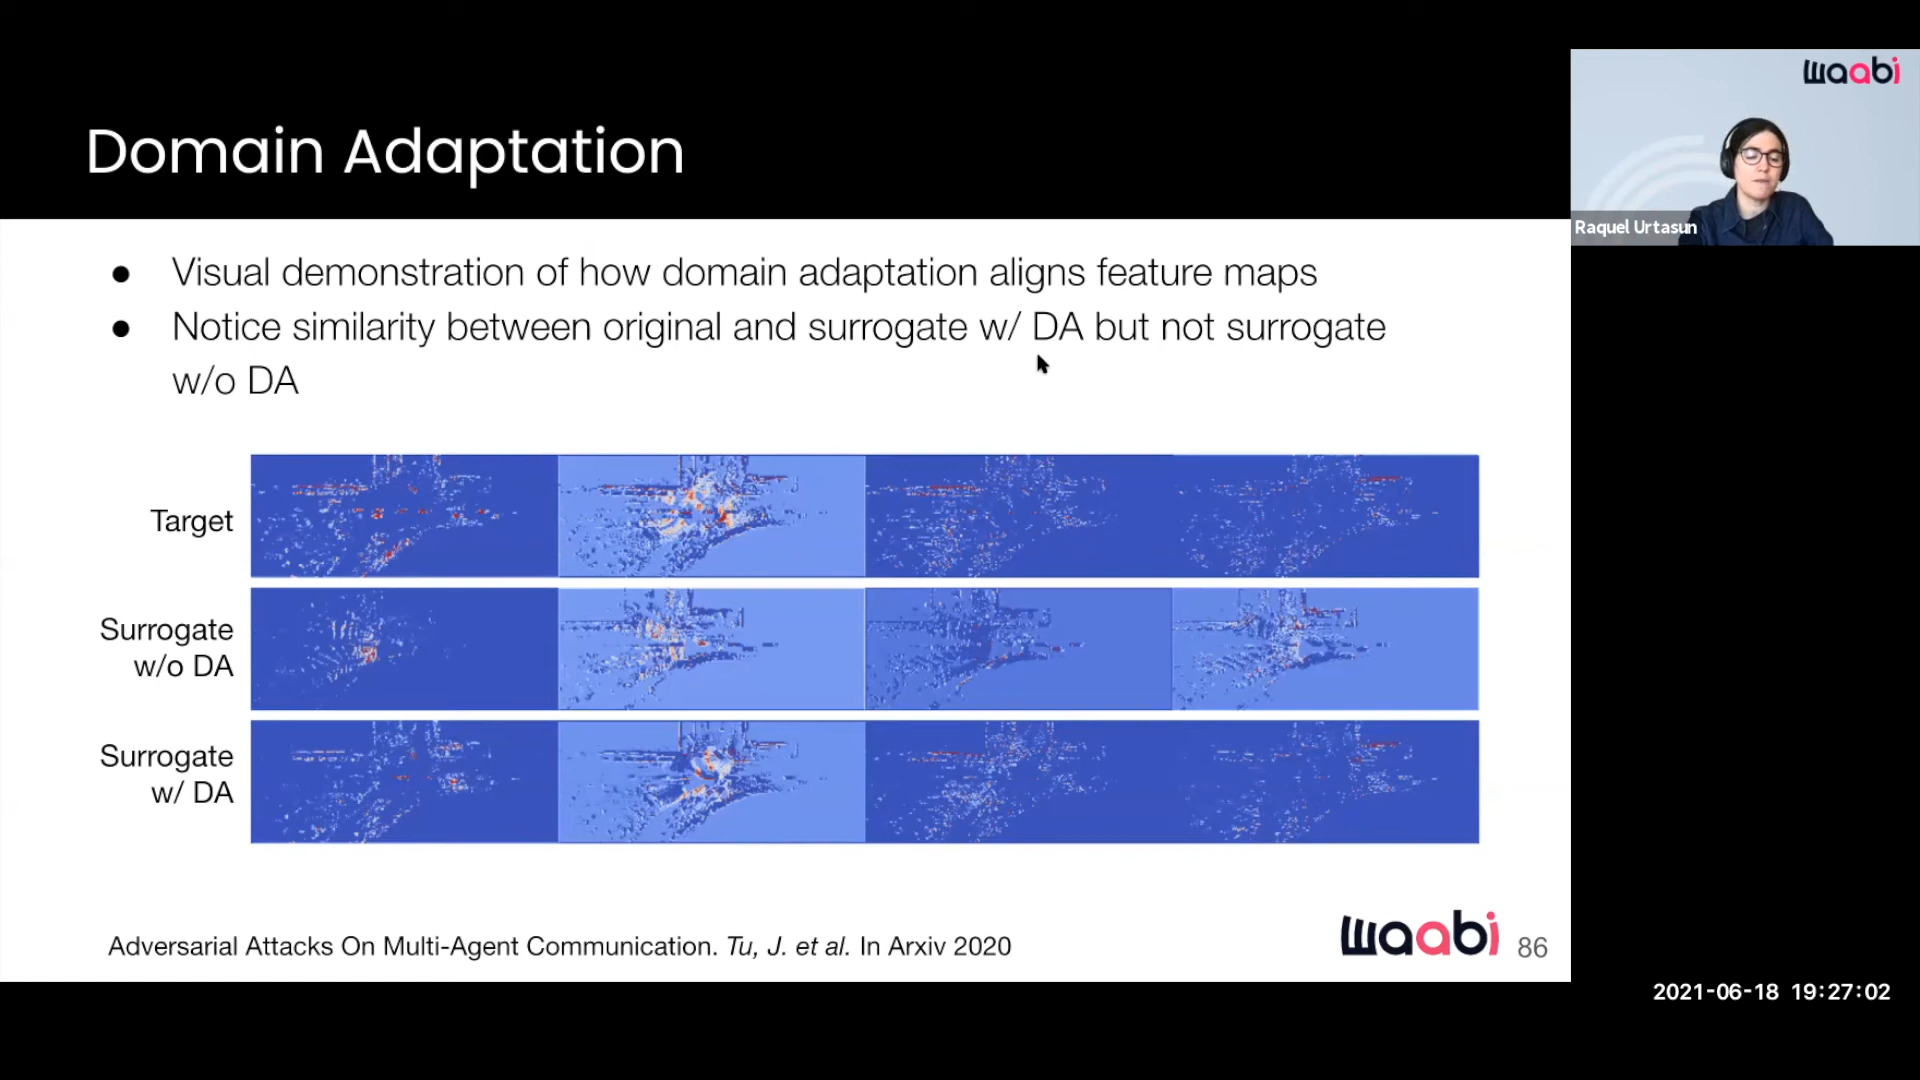 waabi
Domain Adaptation
Raquel Urtasun
● Visual demonstration of how domain adaptation aligns feature maps
● Notice similarity between original and surrogate w/ DA but not surrogate
w/o DA
Target
Surrogate
w/o DA
Surrogate
w/ DA
Adversarial Attacks On Multi-Agent Communication. Tu, J. et al. In Arxiv 2020
waabi
86
2021-06-18 19:27:02